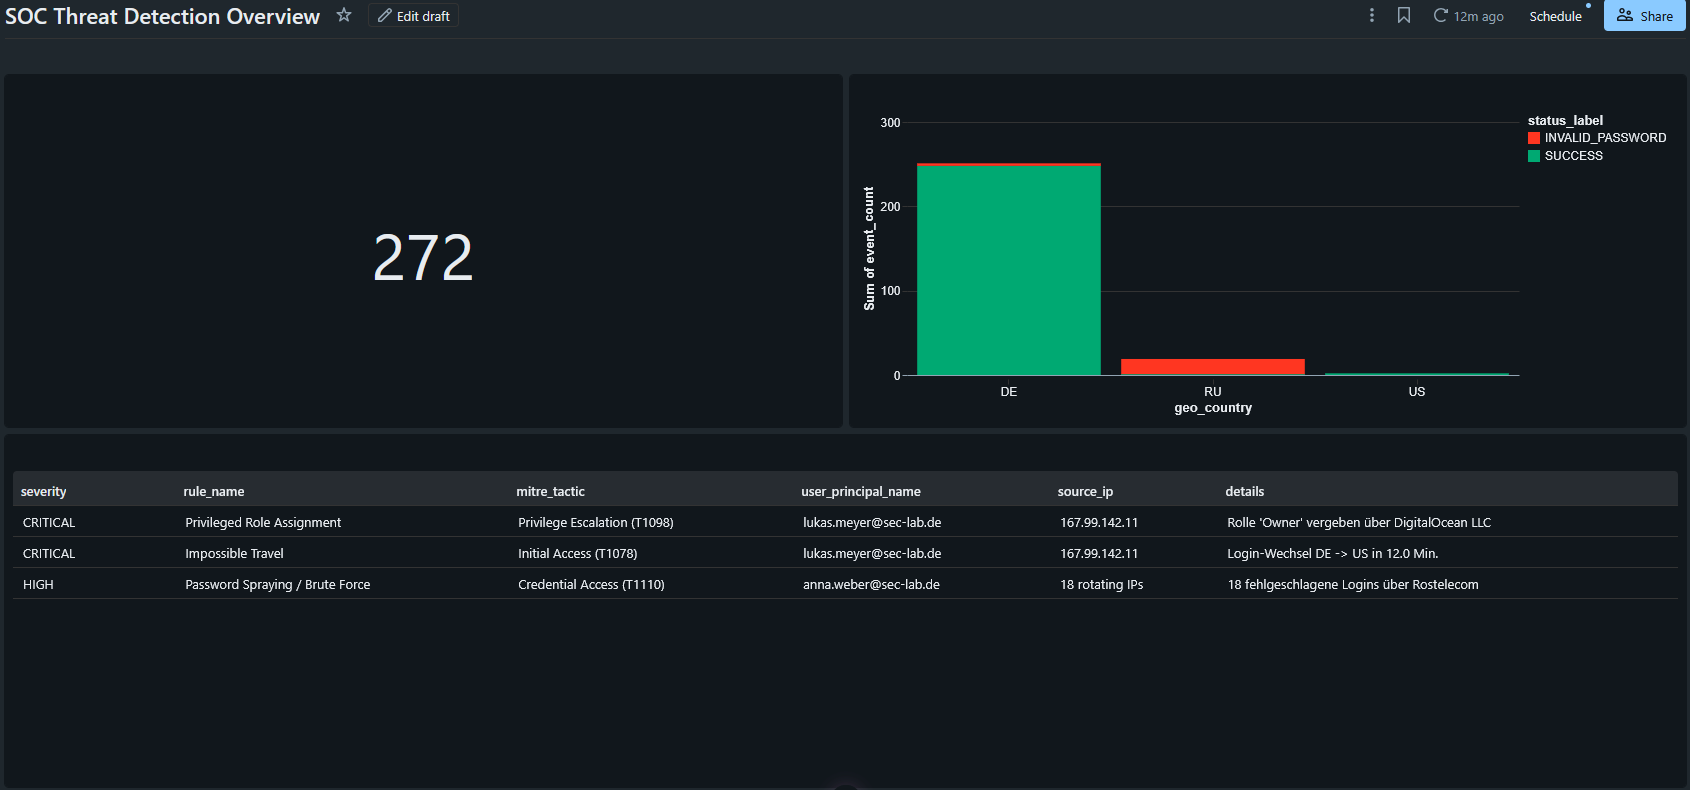 SOC Threat Detection Overview Edit draft 12m ago Schedule Share
272
300
200
100
0
Sum of event_count
DE RU US
geo_country
status_label
INVALID_PASSWORD
SUCCESS
severity rule_name mitre_tactic user_principal_name source_ip details
CRITICAL Privileged Role Assignment Privilege Escalation (T1098) lukas.meyer@sec-lab.de 167.99.142.11 Rolle 'Owner' vergeben über DigitalOcean LLC
CRITICAL Impossible Travel Initial Access (T1078) lukas.meyer@sec-lab.de 167.99.142.11 Login-Wechsel DE -> US in 12.0 Min.
HIGH Password Spraying / Brute Force Credential Access (T1110) anna.weber@sec-lab.de 18 rotating IPs 18 fehlgeschlagene Logins über Rostelecom